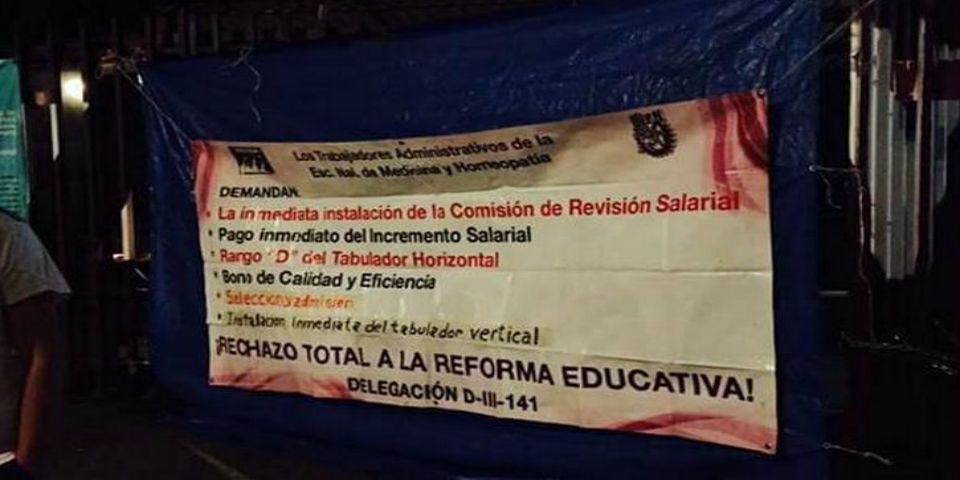 Los Trabajadores Administrativos de la
Esc. Nal. de Medicina y Homeopatía
DEMANDAN:
• La inmediata instalación de la Comisión de Revisión Salarial
• Pago inmediato del Incremento Salarial
• Rango "D" del Tabulador Horizontal
• Bono de Calidad y Eficiencia
• Seleccion y admision
• Instalacion inmediata del tabulador vertical
¡RECHAZO TOTAL A LA REFORMA EDUCATIVA!
DELEGACIÓN D-III-141